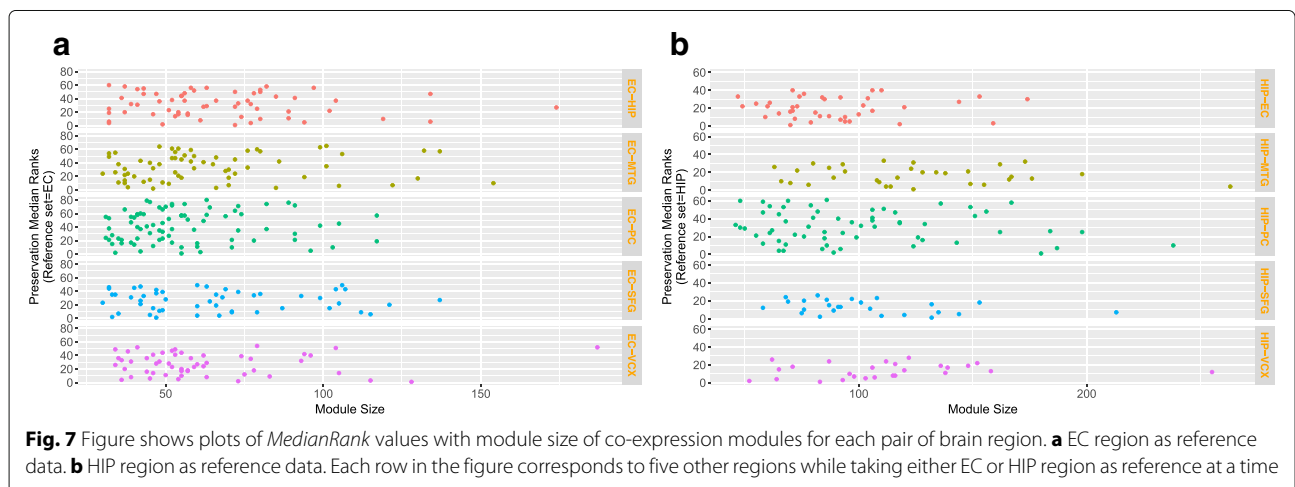 a
Preservation Median Ranks
(Reference set=EC)
80
60
40
20
0
EC−HIP
80
60
40
20
0
EC−MTG
80
60
40
20
0
EC−PC
80
60
40
20
0
EC−SFG
80
60
40
20
0
EC−VCX
50
100
150
Module Size
b
Preservation Median Ranks
(Reference set=HIP)
60
40
20
0
HIP−EC
60
40
20
0
HIP−MTG
60
40
20
0
HIP−PC
60
40
20
0
HIP−SFG
60
40
20
0
HIP−VCX
100
200
Module Size
Fig. 7 Figure shows plots of MedianRank values with module size of co-expression modules for each pair of brain region. a EC region as reference
data. b HIP region as reference data. Each row in the figure corresponds to five other regions while taking either EC or HIP region as reference at a time